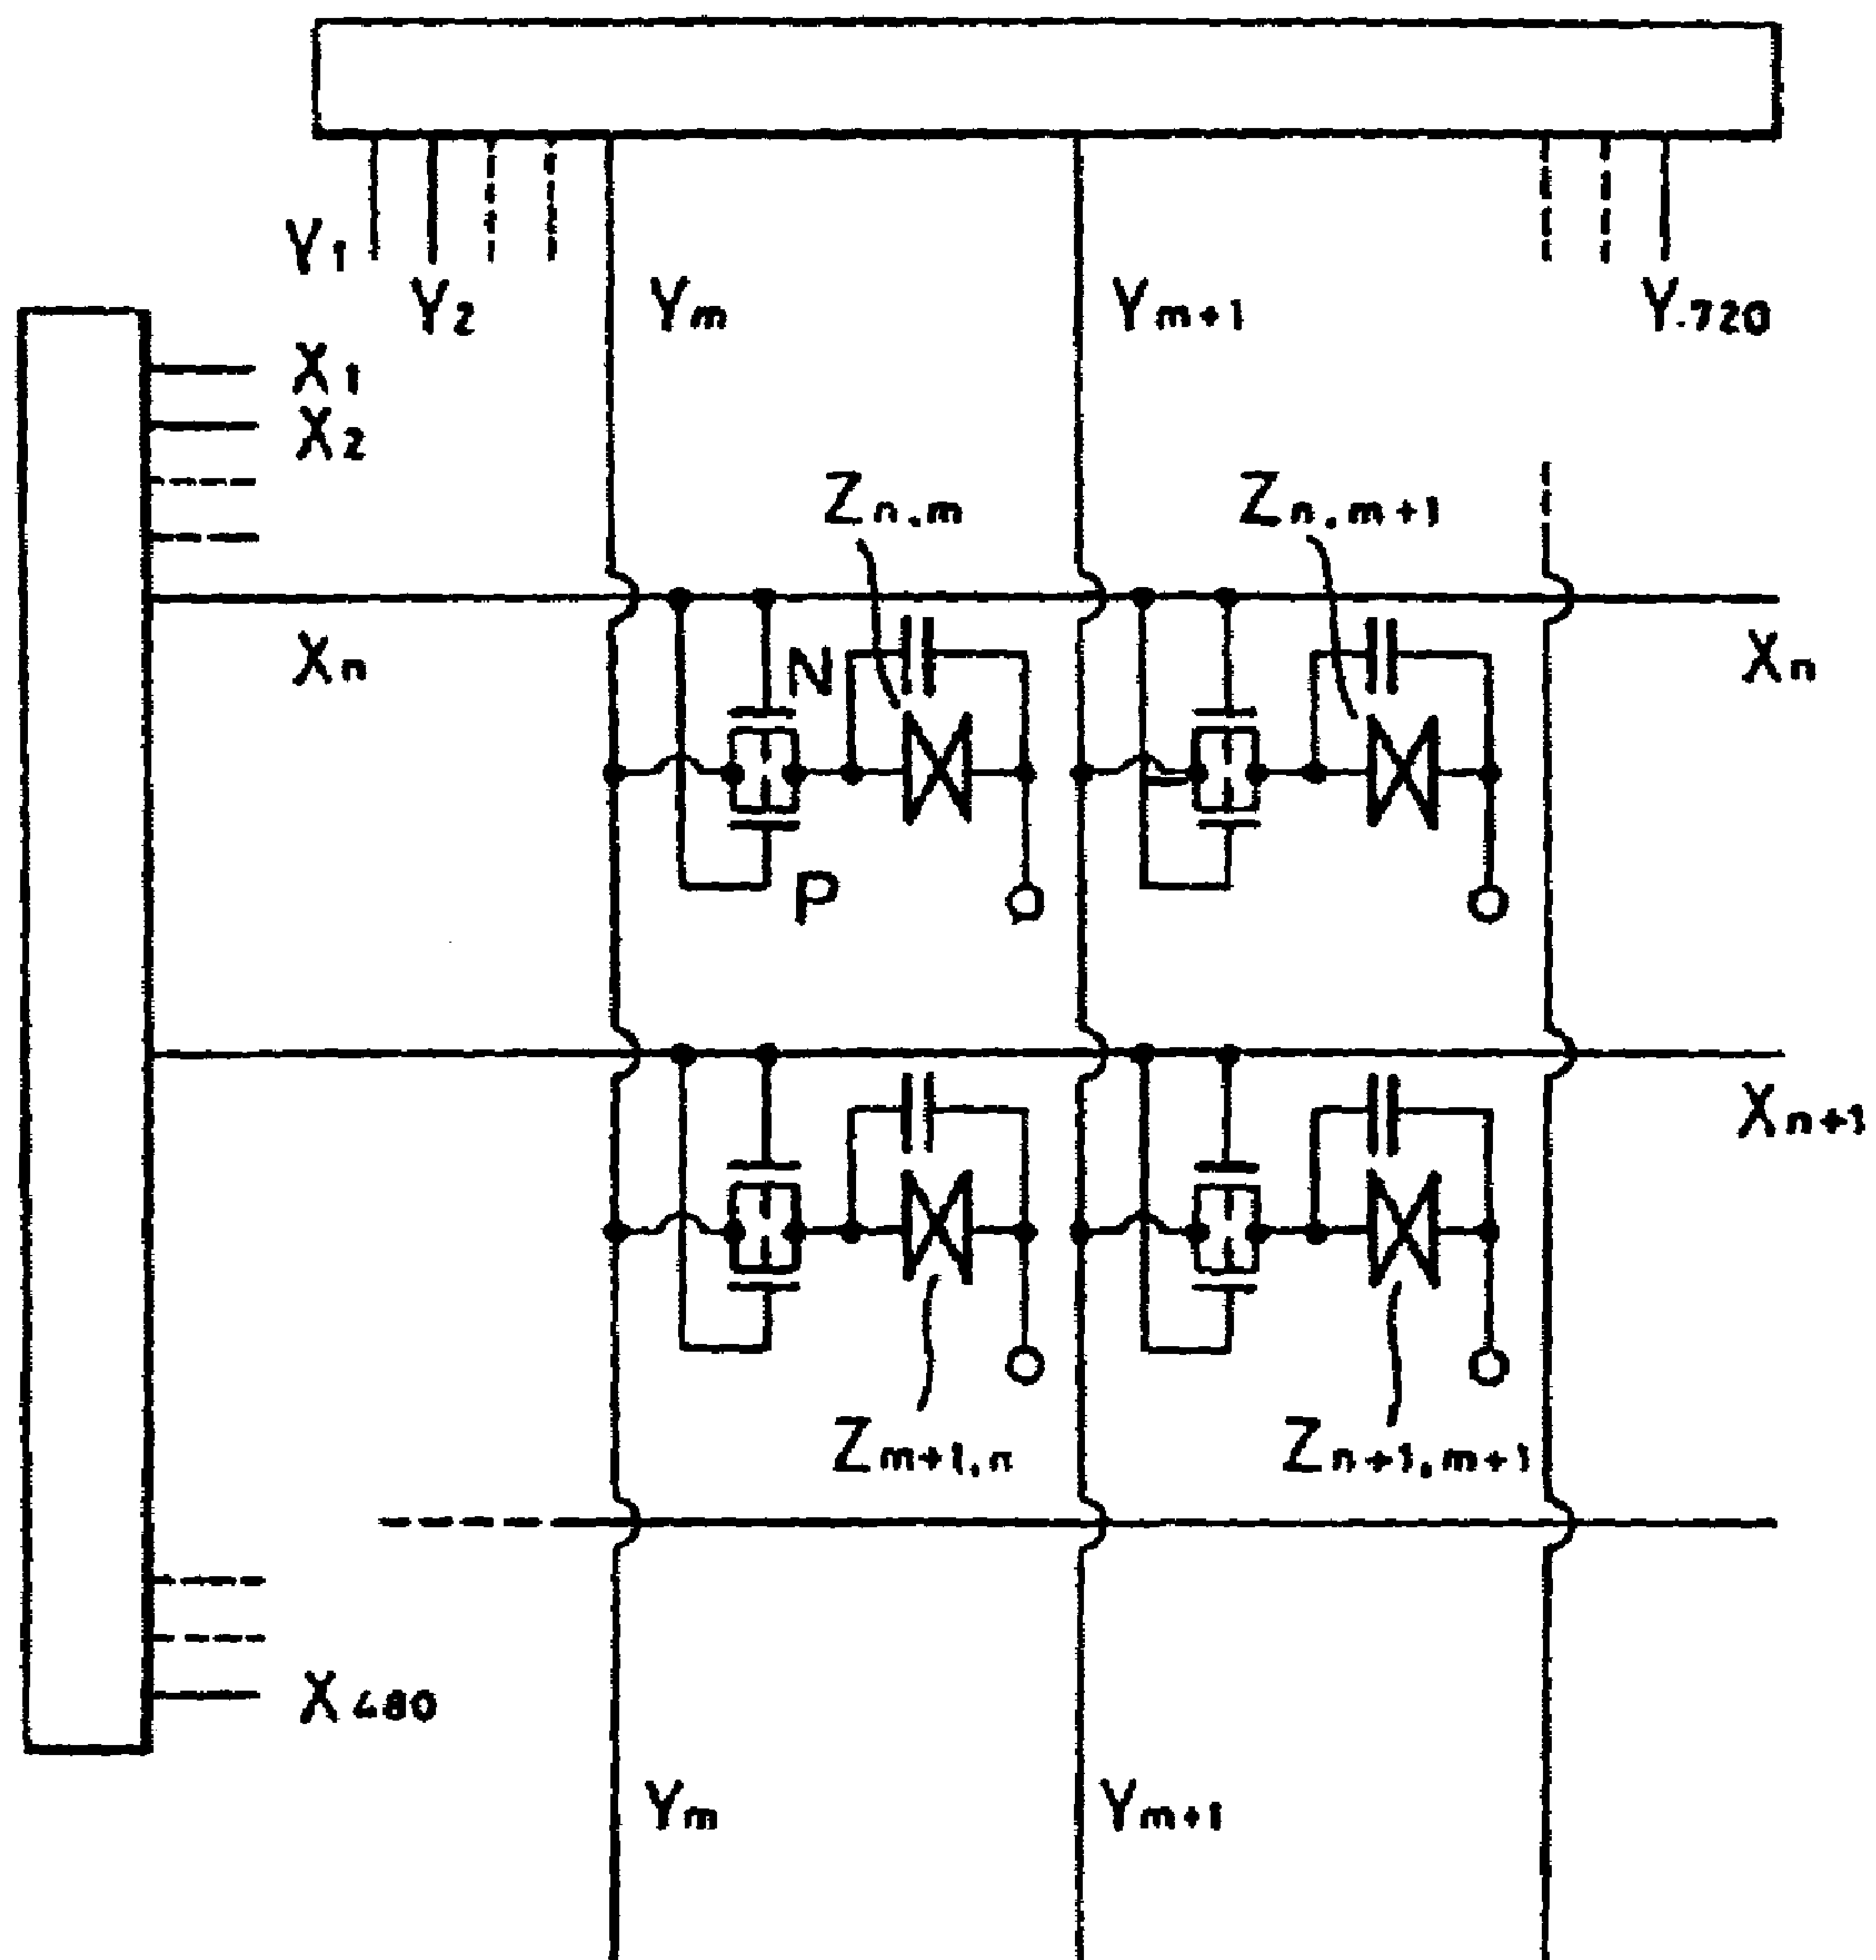 Y1
Y2
Ym
Ym+1
Y.720
X1
X2
Zn,m
Zn,m+1
Xn
N
Xn
P
Xn+1
Zm+1,n
Zn+1,m+1
X480
Ym
Ym+1